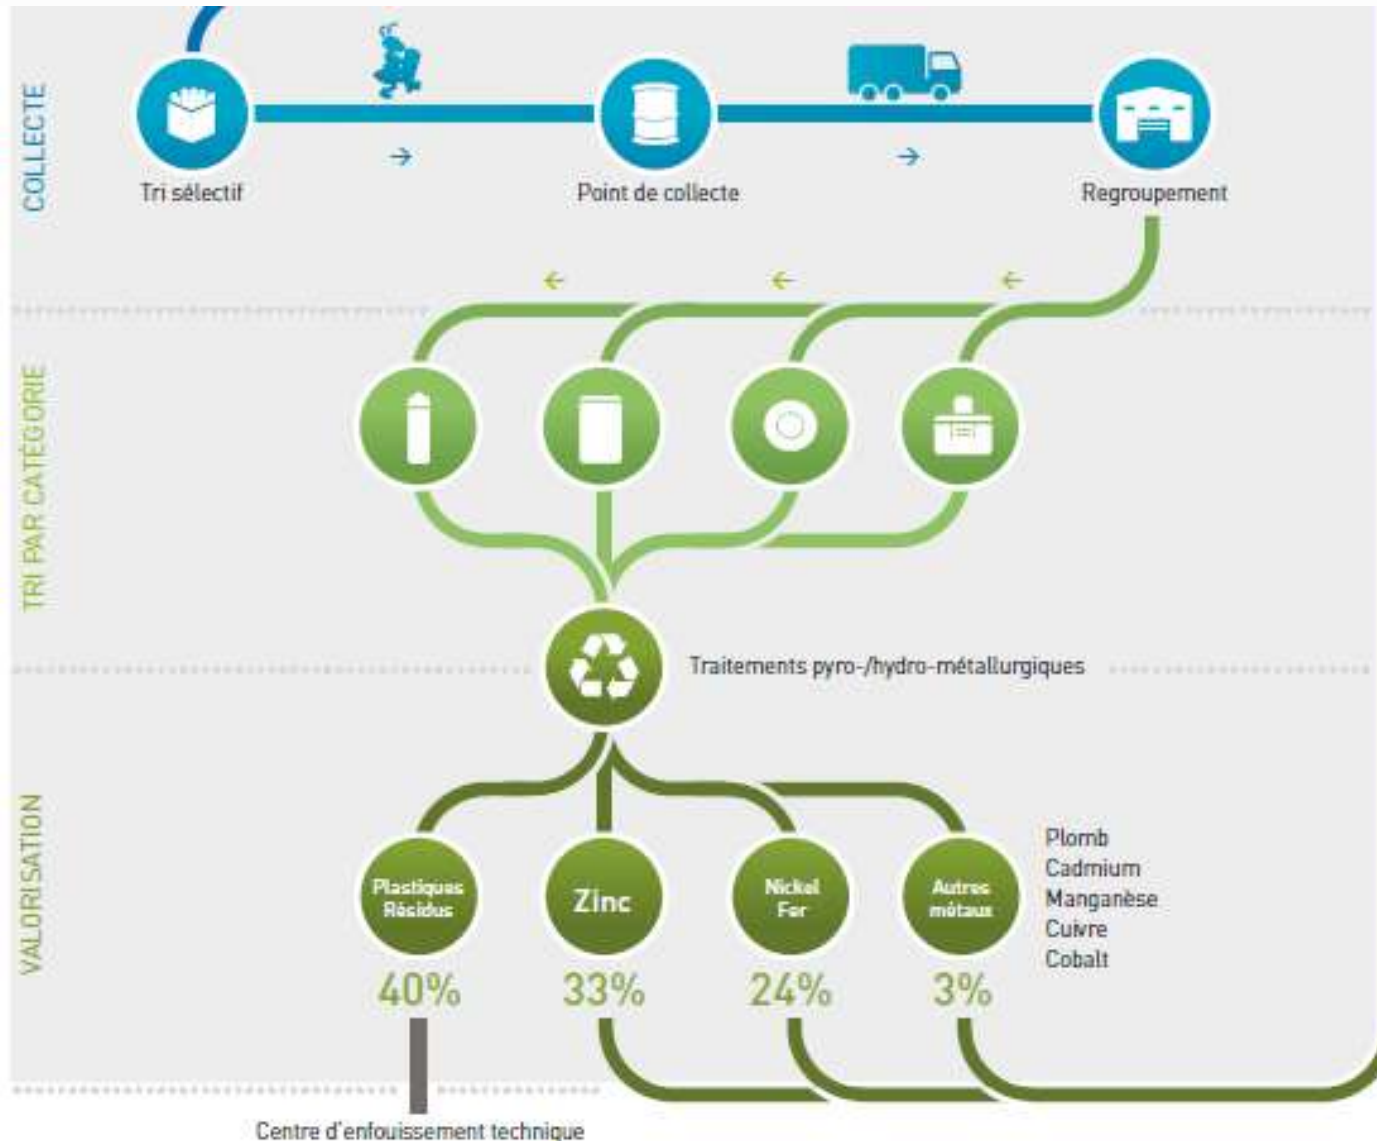 COLLECTE
Tri sélectif
Point de collecte
Regroupement
TRI PAR CATÉGORIE
Traitements pyro-/hydro-métallurgiques
VALORISATION
Plastiques
Résidus
Zinc
Nickel
Fer
Autres
métaux
Plomb
Cadmium
Manganèse
Cuivre
Cobalt
40%
33%
24%
3%
Centre d'enfouissement technique